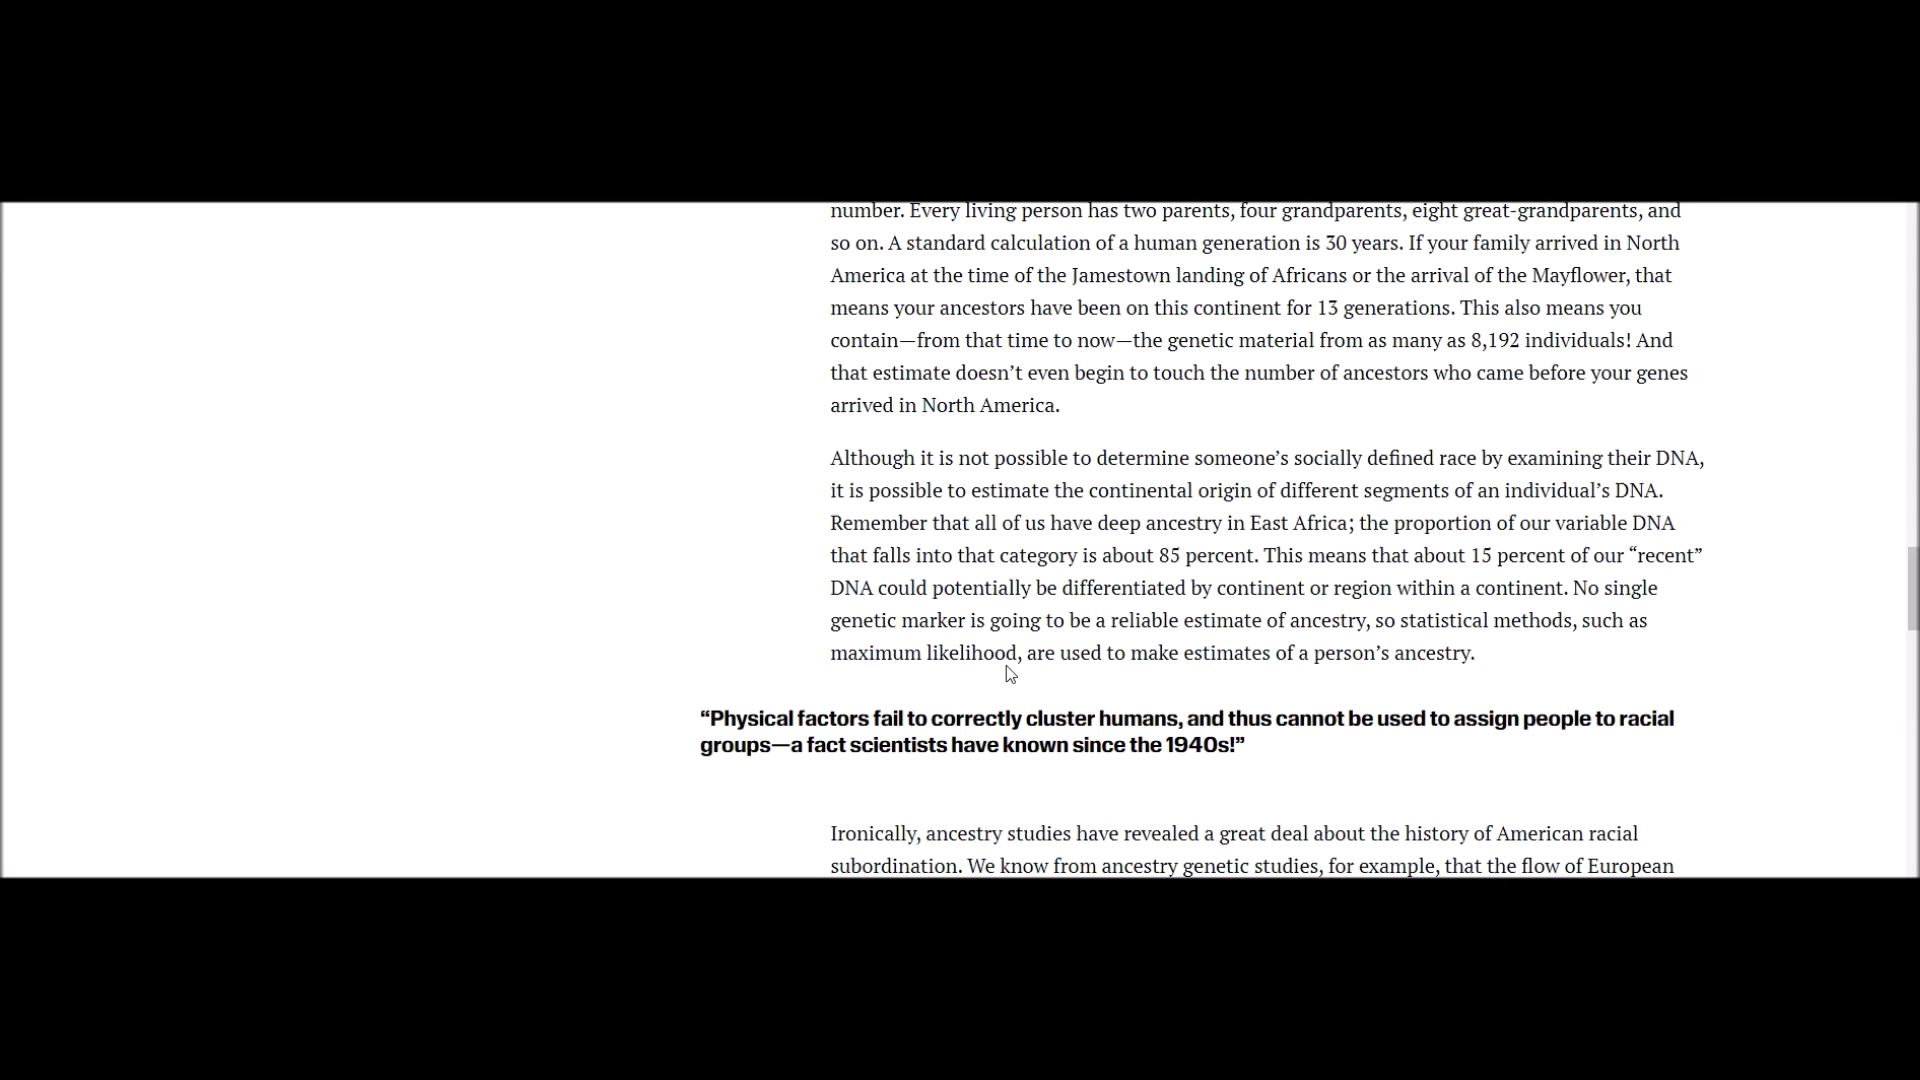 number. Every living person has two parents, four grandparents, eight great-grandparents, and
so on. A standard calculation of a human generation is 30 years. If your family arrived in North
America at the time of the Jamestown landing of Africans or the arrival of the Mayflower, that
means your ancestors have been on this continent for 13 generations. This also means you
contain—from that time to now—the genetic material from as many as 8,192 individuals! And
that estimate doesn’t even begin to touch the number of ancestors who came before your genes
arrived in North America.
Although it is not possible to determine someone’s socially defined race by examining their DNA,
it is possible to estimate the continental origin of different segments of an individual’s DNA.
Remember that all of us have deep ancestry in East Africa; the proportion of our variable DNA
that falls into that category is about 85 percent. This means that about 15 percent of our “recent”
DNA could potentially be differentiated by continent or region within a continent. No single
genetic marker is going to be a reliable estimate of ancestry, so statistical methods, such as
maximum likelihood, are used to make estimates of a person’s ancestry.
“Physical factors fail to correctly cluster humans, and thus cannot be used to assign people to racial
groups—a fact scientists have known since the 1940s!”
Ironically, ancestry studies have revealed a great deal about the history of American racial
subordination. We know from ancestry genetic studies, for example, that the flow of European